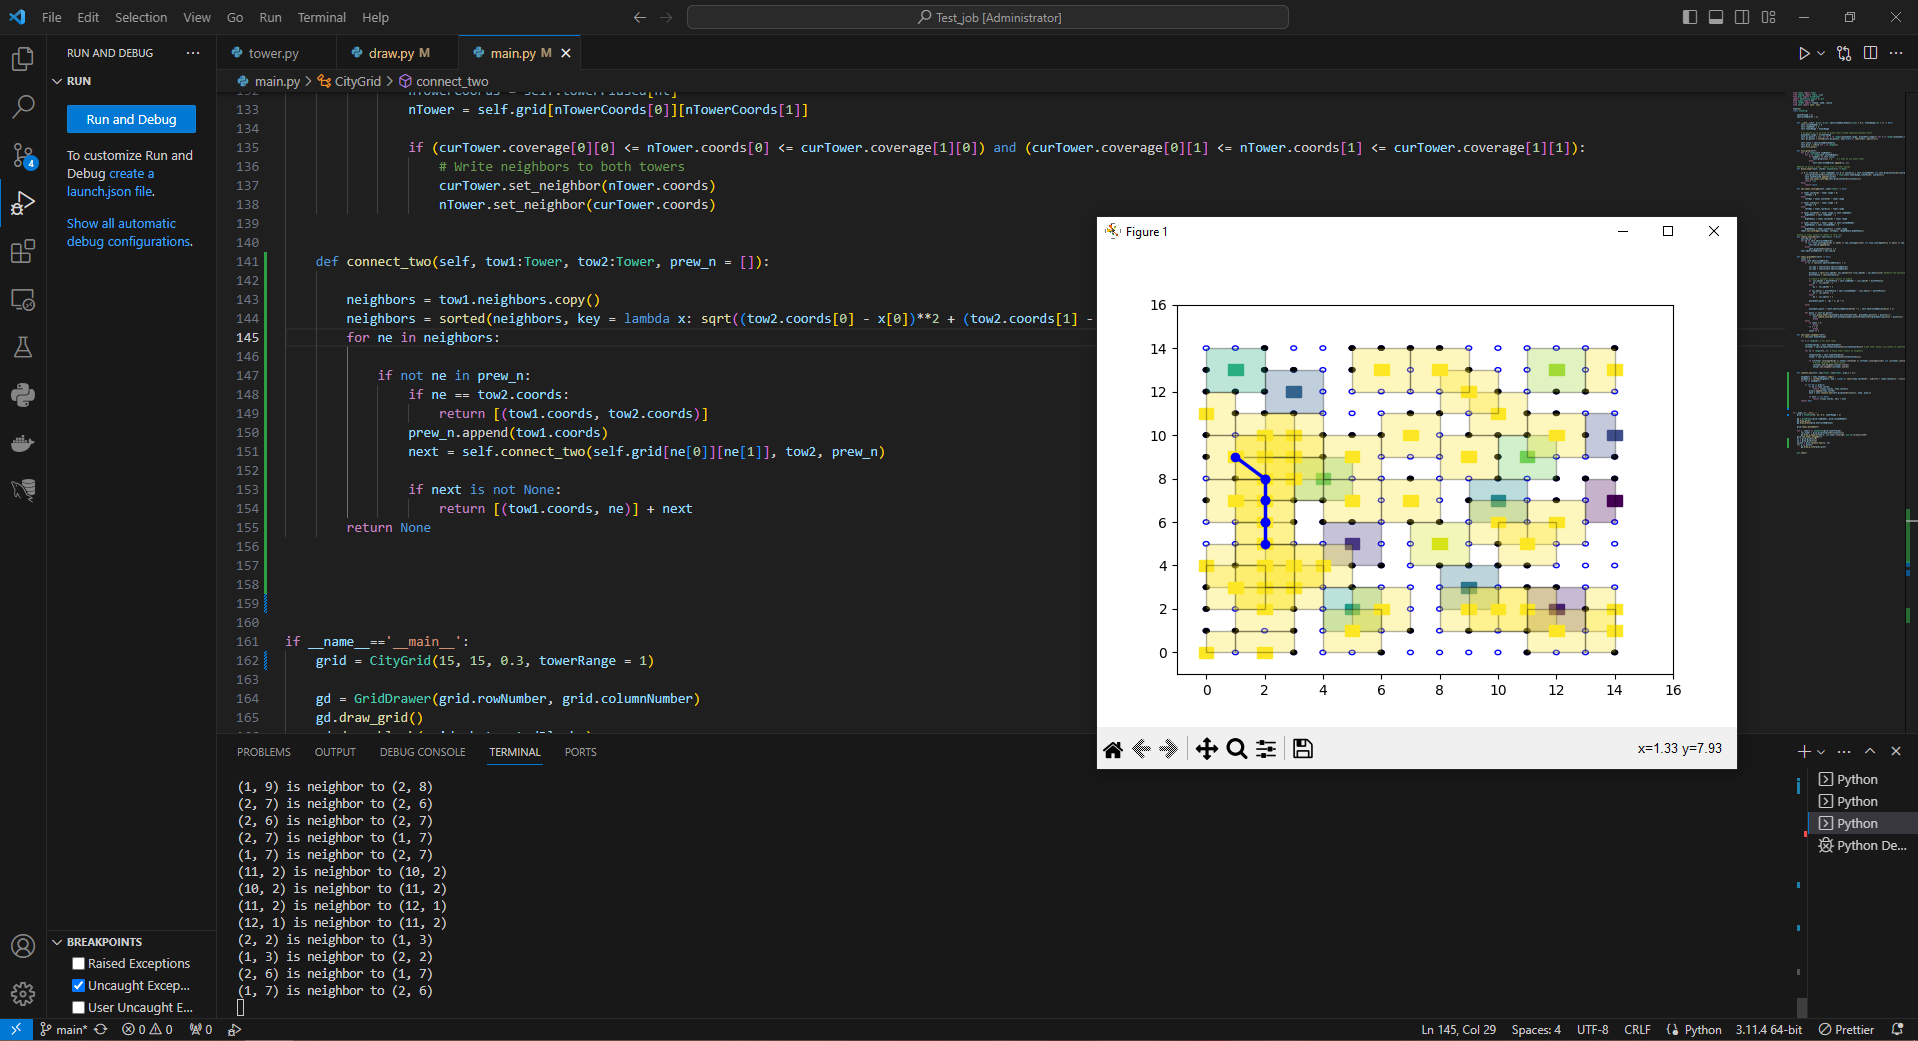 File Edit Selection View Go Run Terminal Help
Test_job [Administrator]
RUN AND DEBUG ...
RUN
Run and Debug
To customize Run and
Debug create a
launch.json file.
Show all automatic
debug configurations.
4
tower.py
draw.py M
main.py M
main.py > CityGrid > connect_two
133 nTower = self.grid[nTowerCoords[0]][nTowerCoords[1]]
134
135 if (curTower.coverage[0][0] <= nTower.coords[0] <= curTower.coverage[1][0]) and (curTower.coverage[0][1] <= nTower.coords[1] <= curTower.coverage[1][1]):
136 # Write neighbors to both towers
137 curTower.set_neighbor(nTower.coords)
138 nTower.set_neighbor(curTower.coords)
139
140
141 def connect_two(self, tow1:Tower, tow2:Tower, prew_n = []):
142
143 neighbors = tow1.neighbors.copy()
144 neighbors = sorted(neighbors, key = lambda x: sqrt((tow2.coords[0] - x[0])**2 + (tow2.coords[1] -
145 for ne in neighbors:
146
147 if not ne in prew_n:
148 if ne == tow2.coords:
149 return [(tow1.coords, tow2.coords)]
150 prew_n.append(tow1.coords)
151 next = self.connect_two(self.grid[ne[0]][ne[1]], tow2, prew_n)
152
153 if next is not None:
154 return [(tow1.coords, ne)] + next
155 return None
156
157
158
159
160
161 if __name__=='__main__':
162 grid = CityGrid(15, 15, 0.3, towerRange = 1)
163
164 gd = GridDrawer(grid.rowNumber, grid.columnNumber)
165 gd.draw_grid()
Figure 1
16
14
12
10
8
6
4
2
0
0 2 4 6 8 10 12 14 16
x=1.33 y=7.93
PROBLEMS OUTPUT DEBUG CONSOLE TERMINAL PORTS
(1, 9) is neighbor to (2, 8)
(2, 7) is neighbor to (2, 6)
(2, 6) is neighbor to (2, 7)
(2, 7) is neighbor to (1, 7)
(1, 7) is neighbor to (2, 7)
(11, 2) is neighbor to (10, 2)
(10, 2) is neighbor to (11, 2)
(11, 2) is neighbor to (12, 1)
(12, 1) is neighbor to (11, 2)
(2, 2) is neighbor to (1, 3)
(1, 3) is neighbor to (2, 2)
(2, 6) is neighbor to (1, 7)
(1, 7) is neighbor to (2, 6)
Python
Python
Python
Python De...
BREAKPOINTS
Raised Exceptions
Uncaught Excep...
User Uncaught E...
main* 0 0 0
Ln 145, Col 29 Spaces: 4 UTF-8 CRLF Python 3.11.4 64-bit Prettier